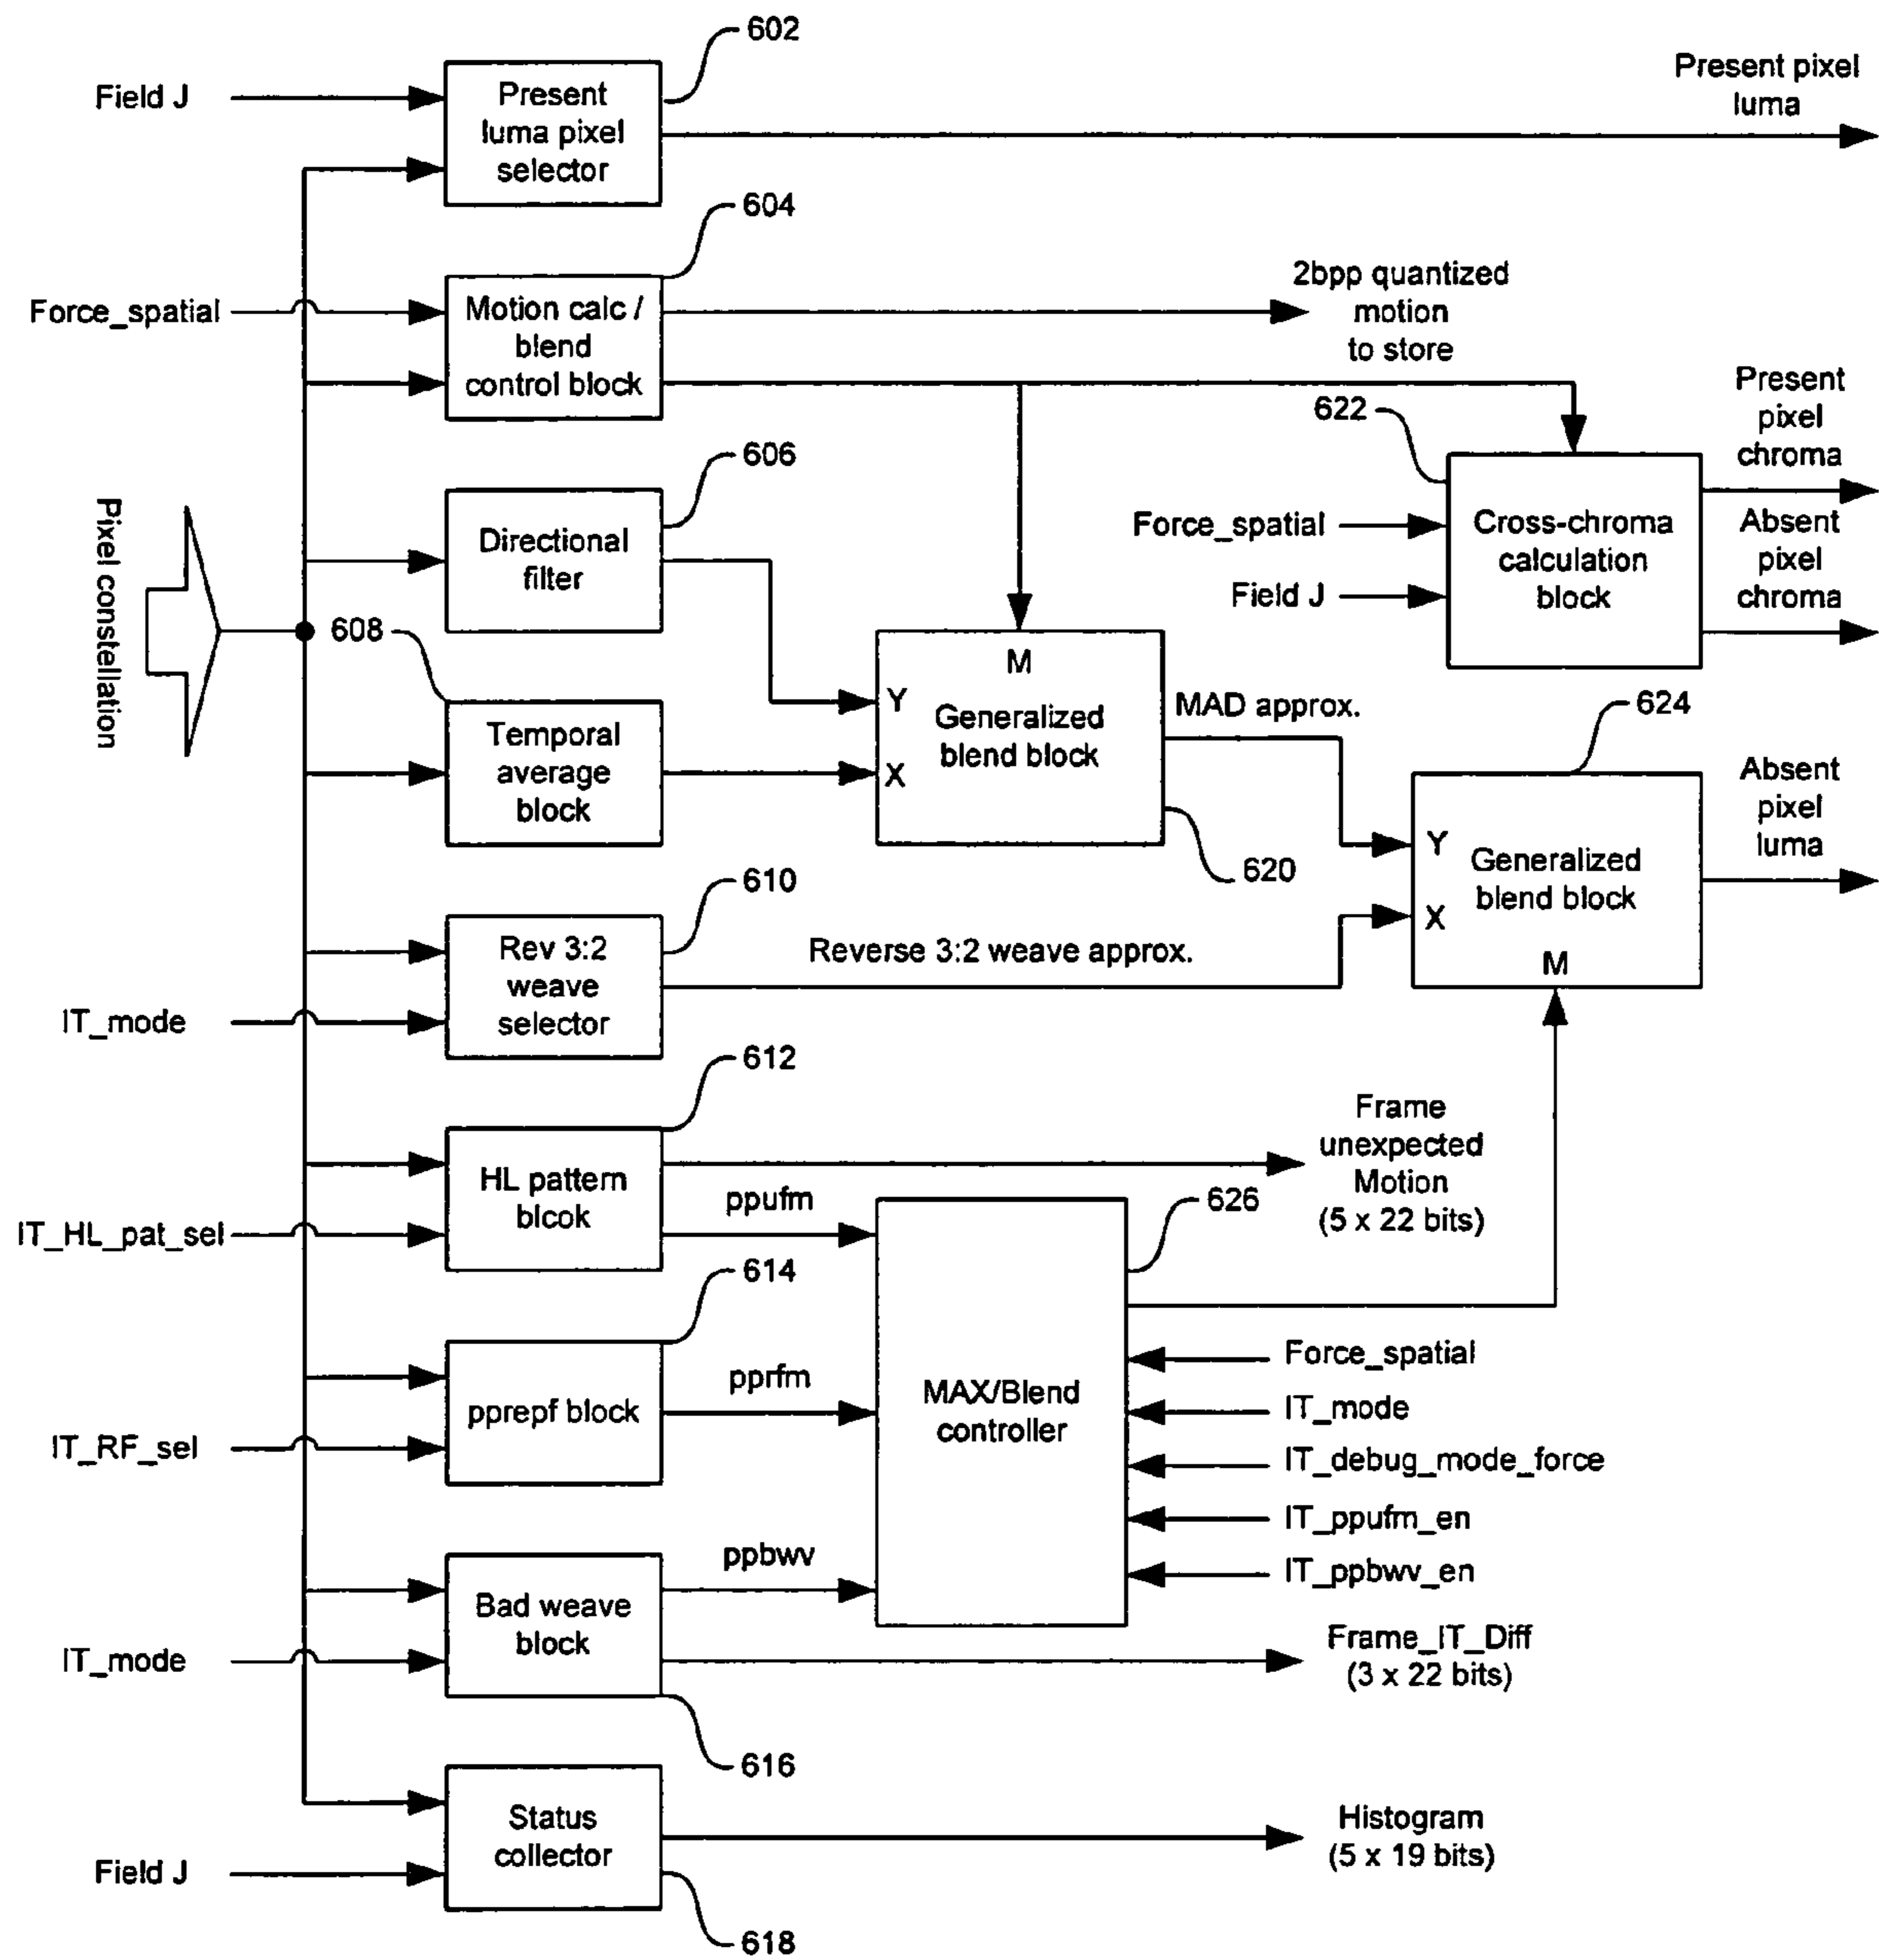 602
Field J
Present
luma pixel
selector
Present pixel
luma
604
Force_spatial
Motion calc /
blend
control block
2bpp quantized
motion
to store
622
Present
pixel
chroma
606
Pixel constellation
Directional
filter
Force_spatial
Field J
Cross-chroma
calculation
block
Absent
pixel
chroma
608
Temporal
average
block
M
Y
X
Generalized
blend block
620
MAD approx.
624
Y
X
Generalized
blend block
M
Absent
pixel
luma
610
IT_mode
Rev 3:2
weave
selector
Reverse 3:2 weave approx.
612
IT_HL_pat_sel
HL pattern
blcok
ppufm
Frame
unexpected
Motion
(5 x 22 bits)
626
614
IT_RF_sel
pprepf block
pprfm
MAX/Blend
controller
Force_spatial
IT_mode
IT_debug_mode_force
IT_ppufm_en
IT_ppbwv_en
IT_mode
Bad weave
block
ppbwv
Frame_IT_Diff
(3 x 22 bits)
616
Field J
Status
collector
Histogram
(5 x 19 bits)
618